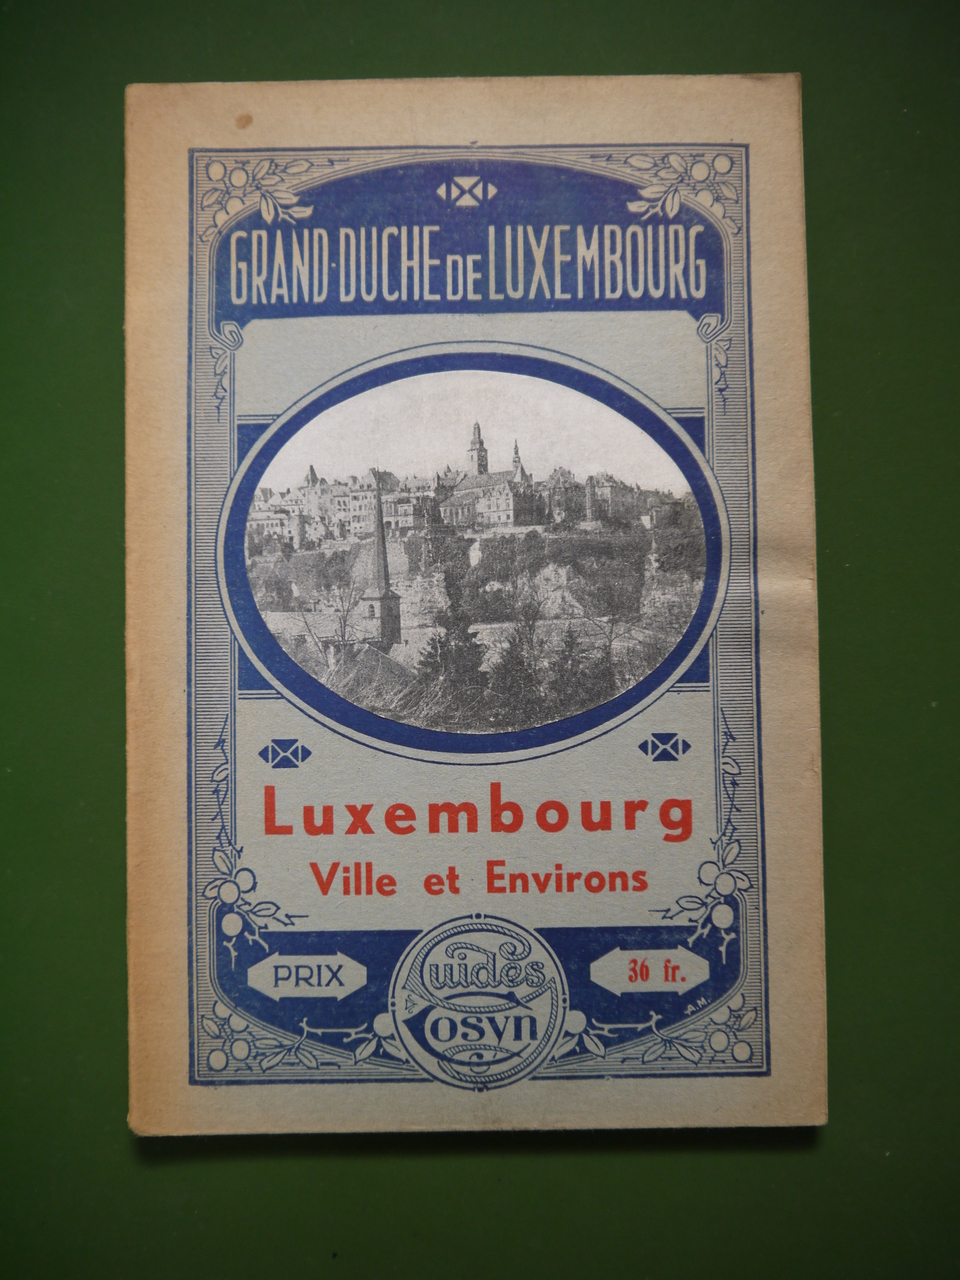 GRAND·DUCHE DE LUXEMBOURG
Luxembourg
Ville et Environs
PRIX
36 fr.
Guides
Cosyn
A.M.